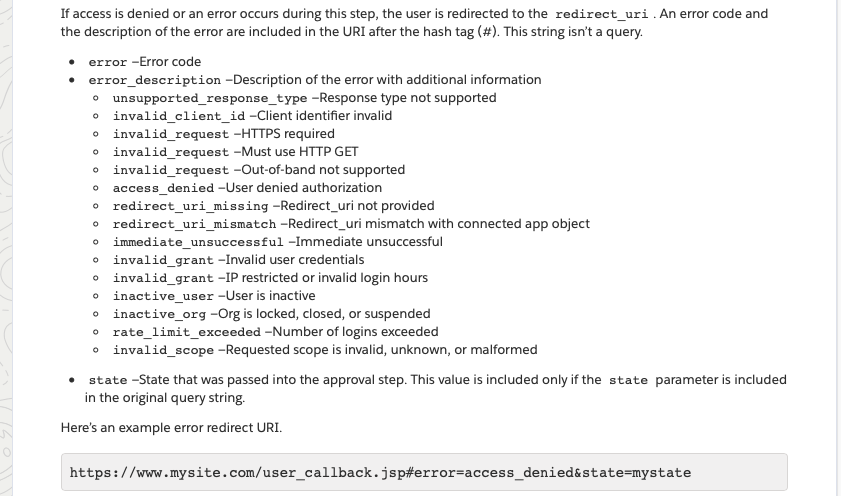 If access is denied or an error occurs during this step, the user is redirected to the redirect_uri . An error code and
the description of the error are included in the URI after the hash tag (#). This string isn’t a query.
• error –Error code
• error_description –Description of the error with additional information
◦ unsupported_response_type –Response type not supported
◦ invalid_client_id –Client identifier invalid
◦ invalid_request –HTTPS required
◦ invalid_request –Must use HTTP GET
◦ invalid_request –Out-of-band not supported
◦ access_denied –User denied authorization
◦ redirect_uri_missing –Redirect_uri not provided
◦ redirect_uri_mismatch –Redirect_uri mismatch with connected app object
◦ immediate_unsuccessful –Immediate unsuccessful
◦ invalid_grant –Invalid user credentials
◦ invalid_grant –IP restricted or invalid login hours
◦ inactive_user –User is inactive
◦ inactive_org –Org is locked, closed, or suspended
◦ rate_limit_exceeded –Number of logins exceeded
◦ invalid_scope –Requested scope is invalid, unknown, or malformed
• state –State that was passed into the approval step. This value is included only if the state parameter is included
in the original query string.
Here’s an example error redirect URI.
https://www.mysite.com/user_callback.jsp#error=access_denied&state=mystate